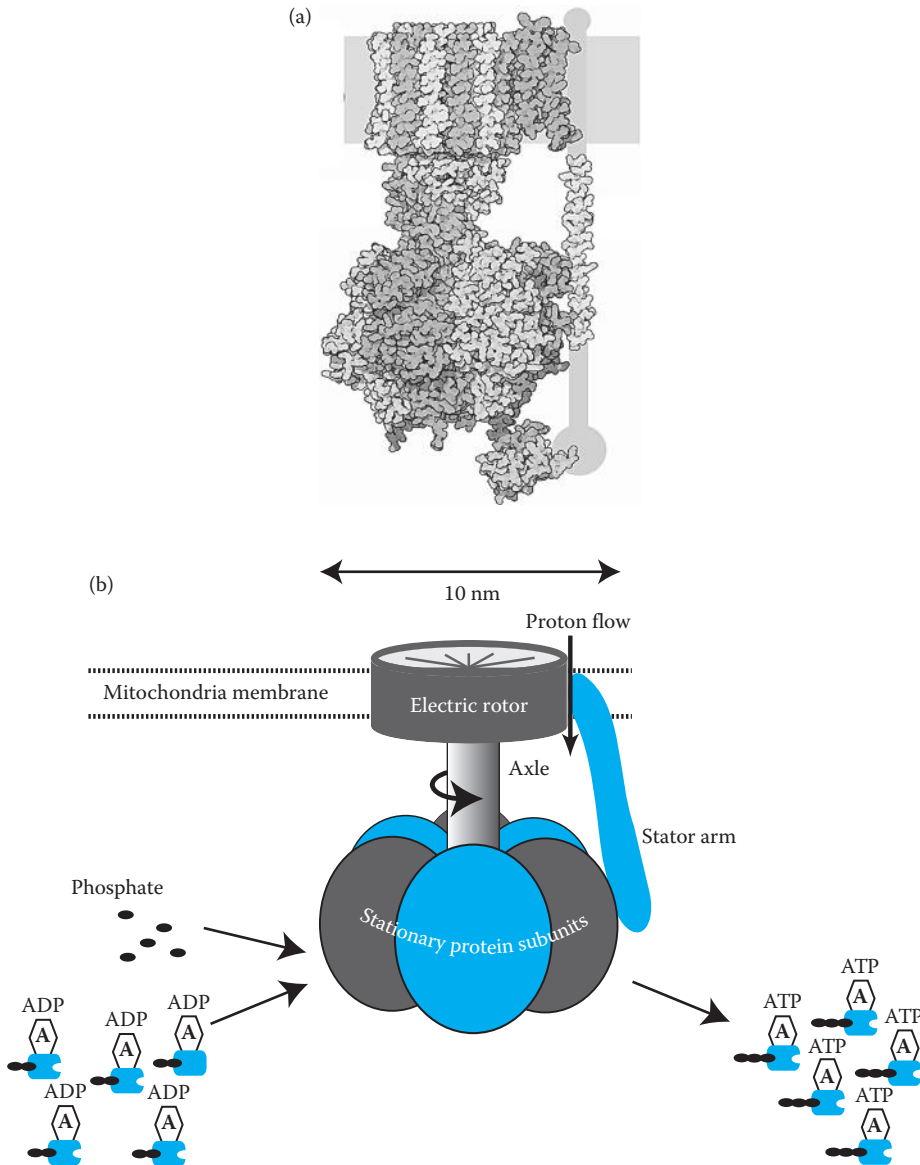 (a)
10 nm
(b)
Proton flow
Mitochondria membrane
Electric rotor
Axle
Stator arm
Phosphate
Stationary protein subunits
ADP
A
ADP
A
ADP
A
ADP
A
ADP
A
ATP
A
ATP
A
ATP
A
ATP
A
ATP
A